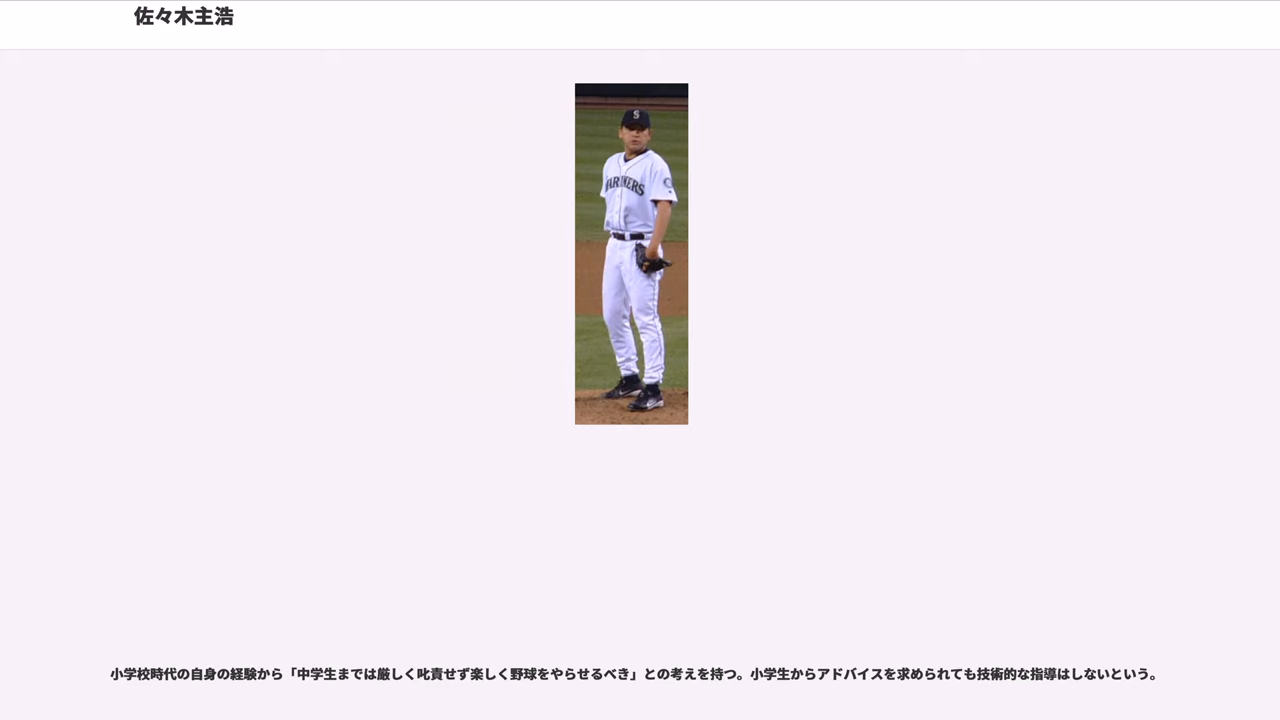 佐々木主浩
S
MARINERS
小学校時代の自身の経験から「中学生までは厳しく叱責せず楽しく野球をやらせるべき」との考えを持つ。小学生からアドバイスを求められても技術的な指導はしないという。